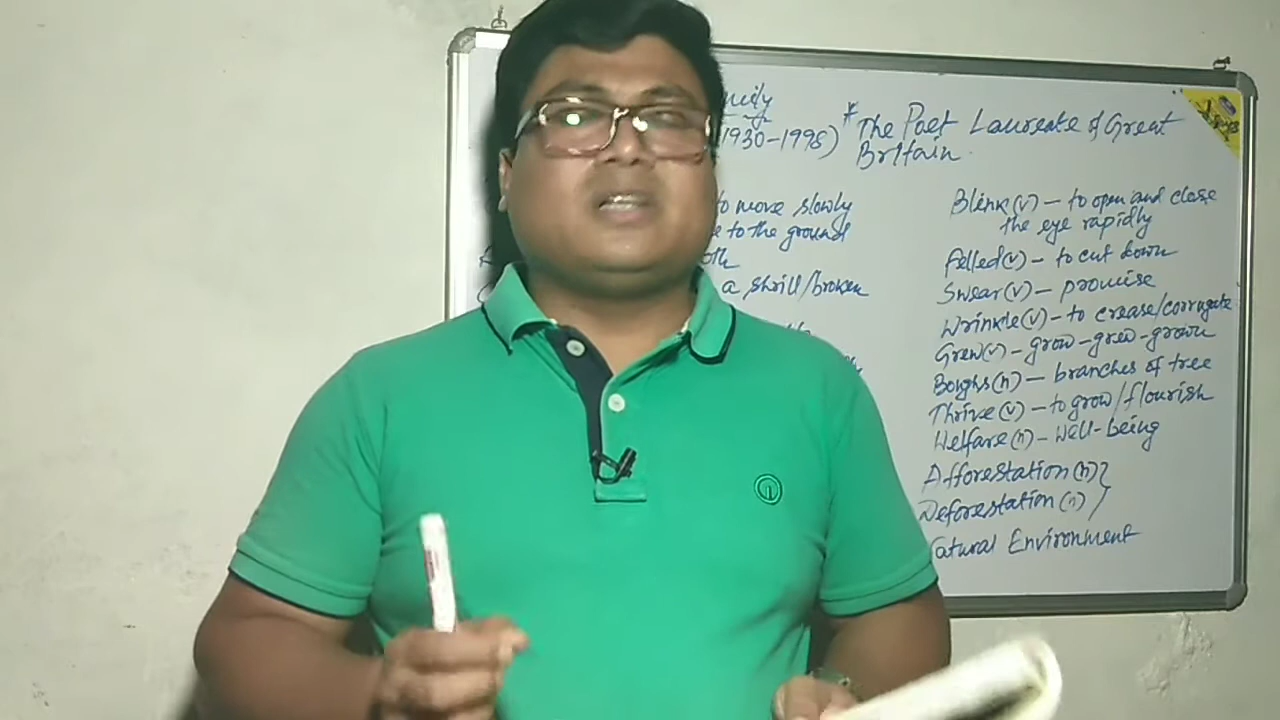 (1930-1998)
* The Poet Laureate of Great
Britain.
to move slowly
to the ground
a shrill/broken
Blink(v) – to open and close
the eye rapidly
Felled(v) – to cut down
Swear(v) – promise
Wrinkle(v) – to crease/corrugate
Grew(v) – grow-grew-grown
Boughs(n) – branches of tree
Thrive(v) – to grow/flourish
Welfare(n) – well-being
Afforestation(n)}
Deforestation(n)
atural Environment